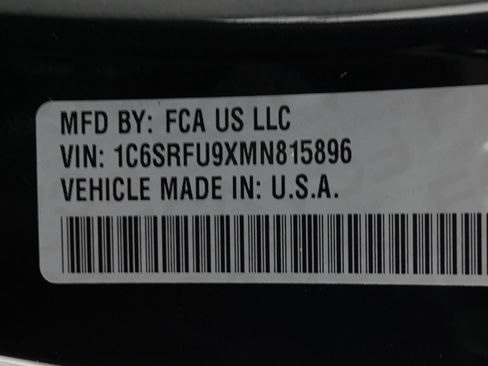 MFD BY: FCA US LLC
VIN: 1C6SRFU9XMN815896
VEHICLE MADE IN: U.S.A.